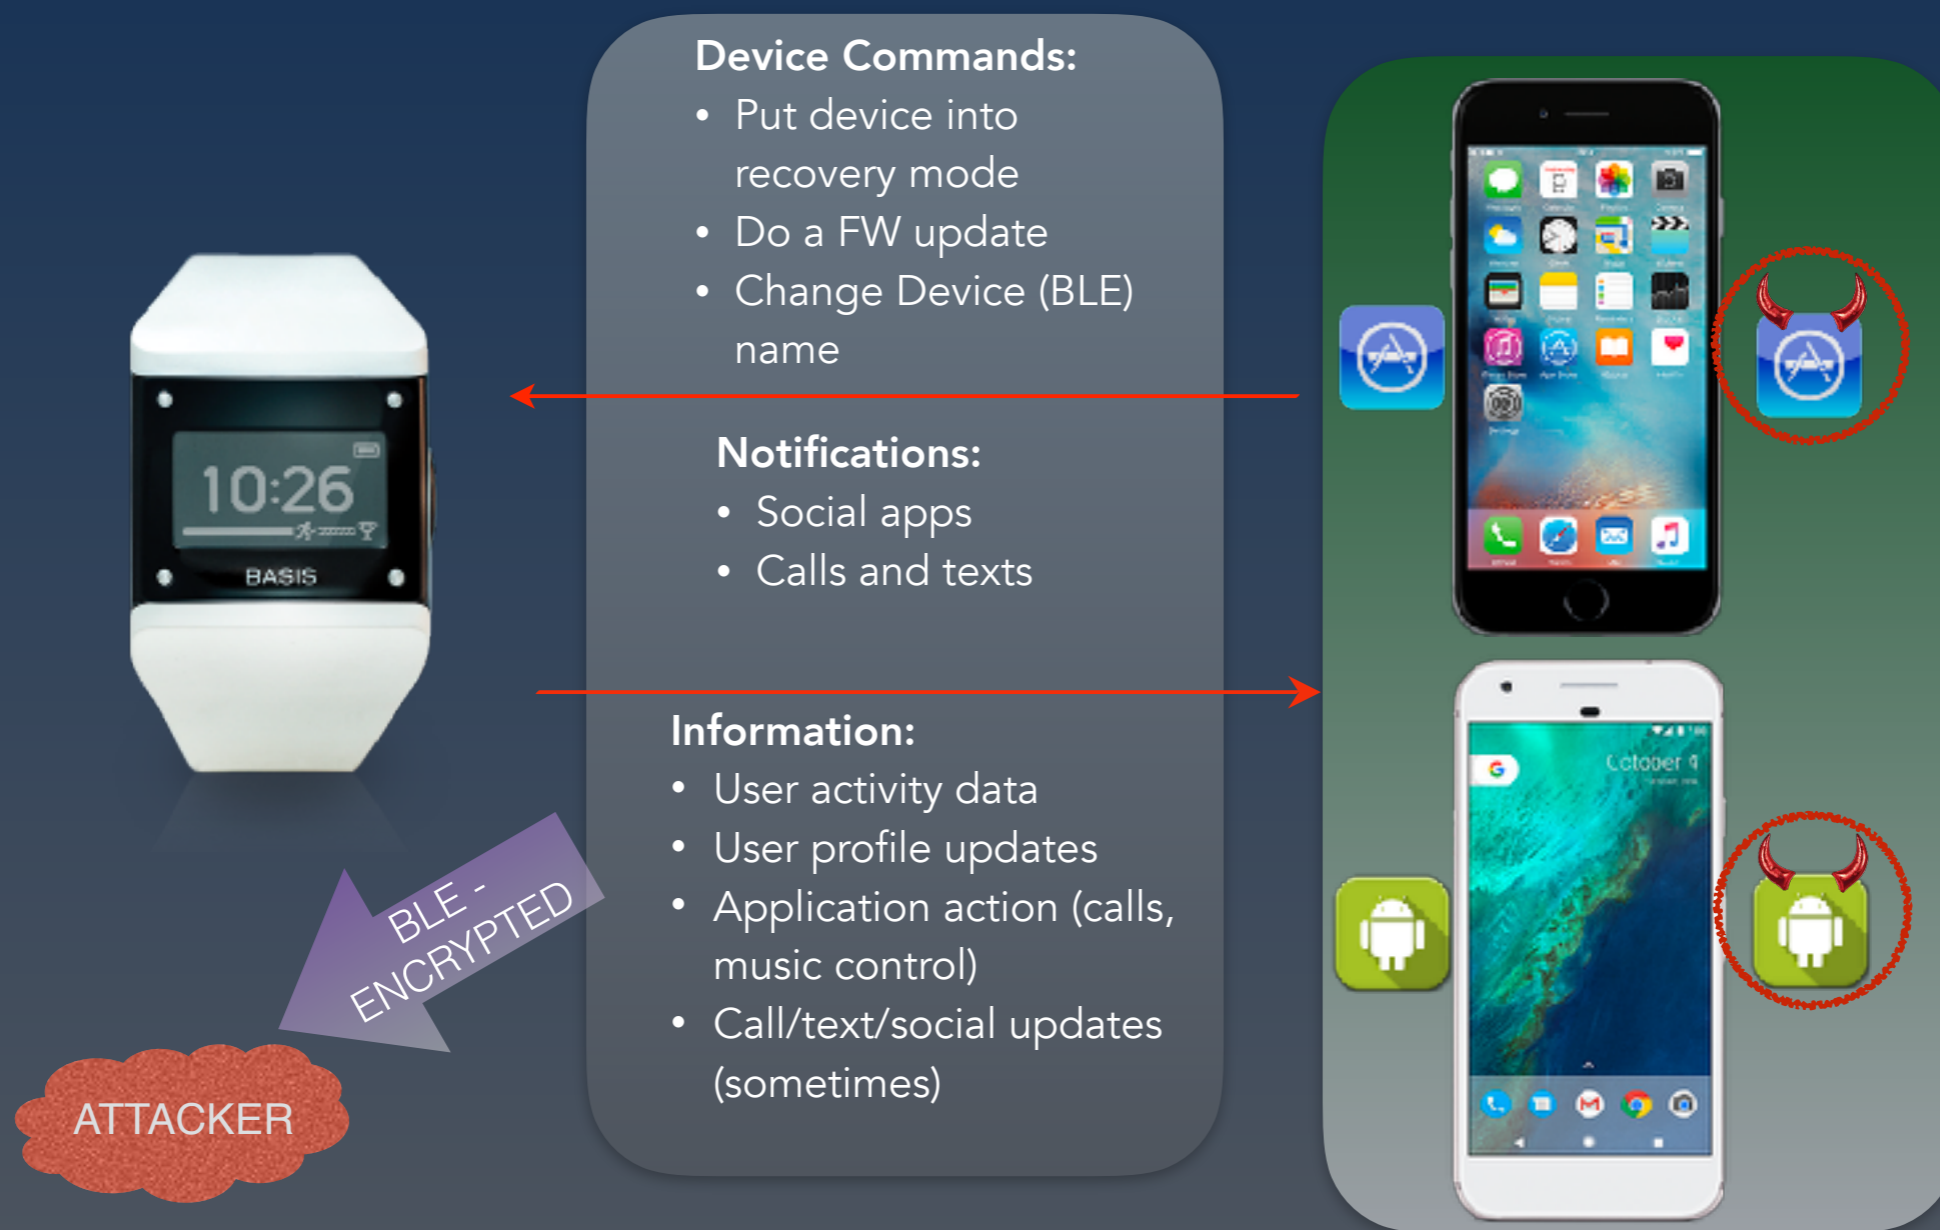 Device Commands:
• Put device into
recovery mode
• Do a FW update
• Change Device (BLE)
name
Notifications:
• Social apps
• Calls and texts
Information:
• User activity data
• User profile updates
• Application action (calls,
music control)
• Call/text/social updates
(sometimes)
10:26
BASIS
BLE -
ENCRYPTED
ATTACKER
October